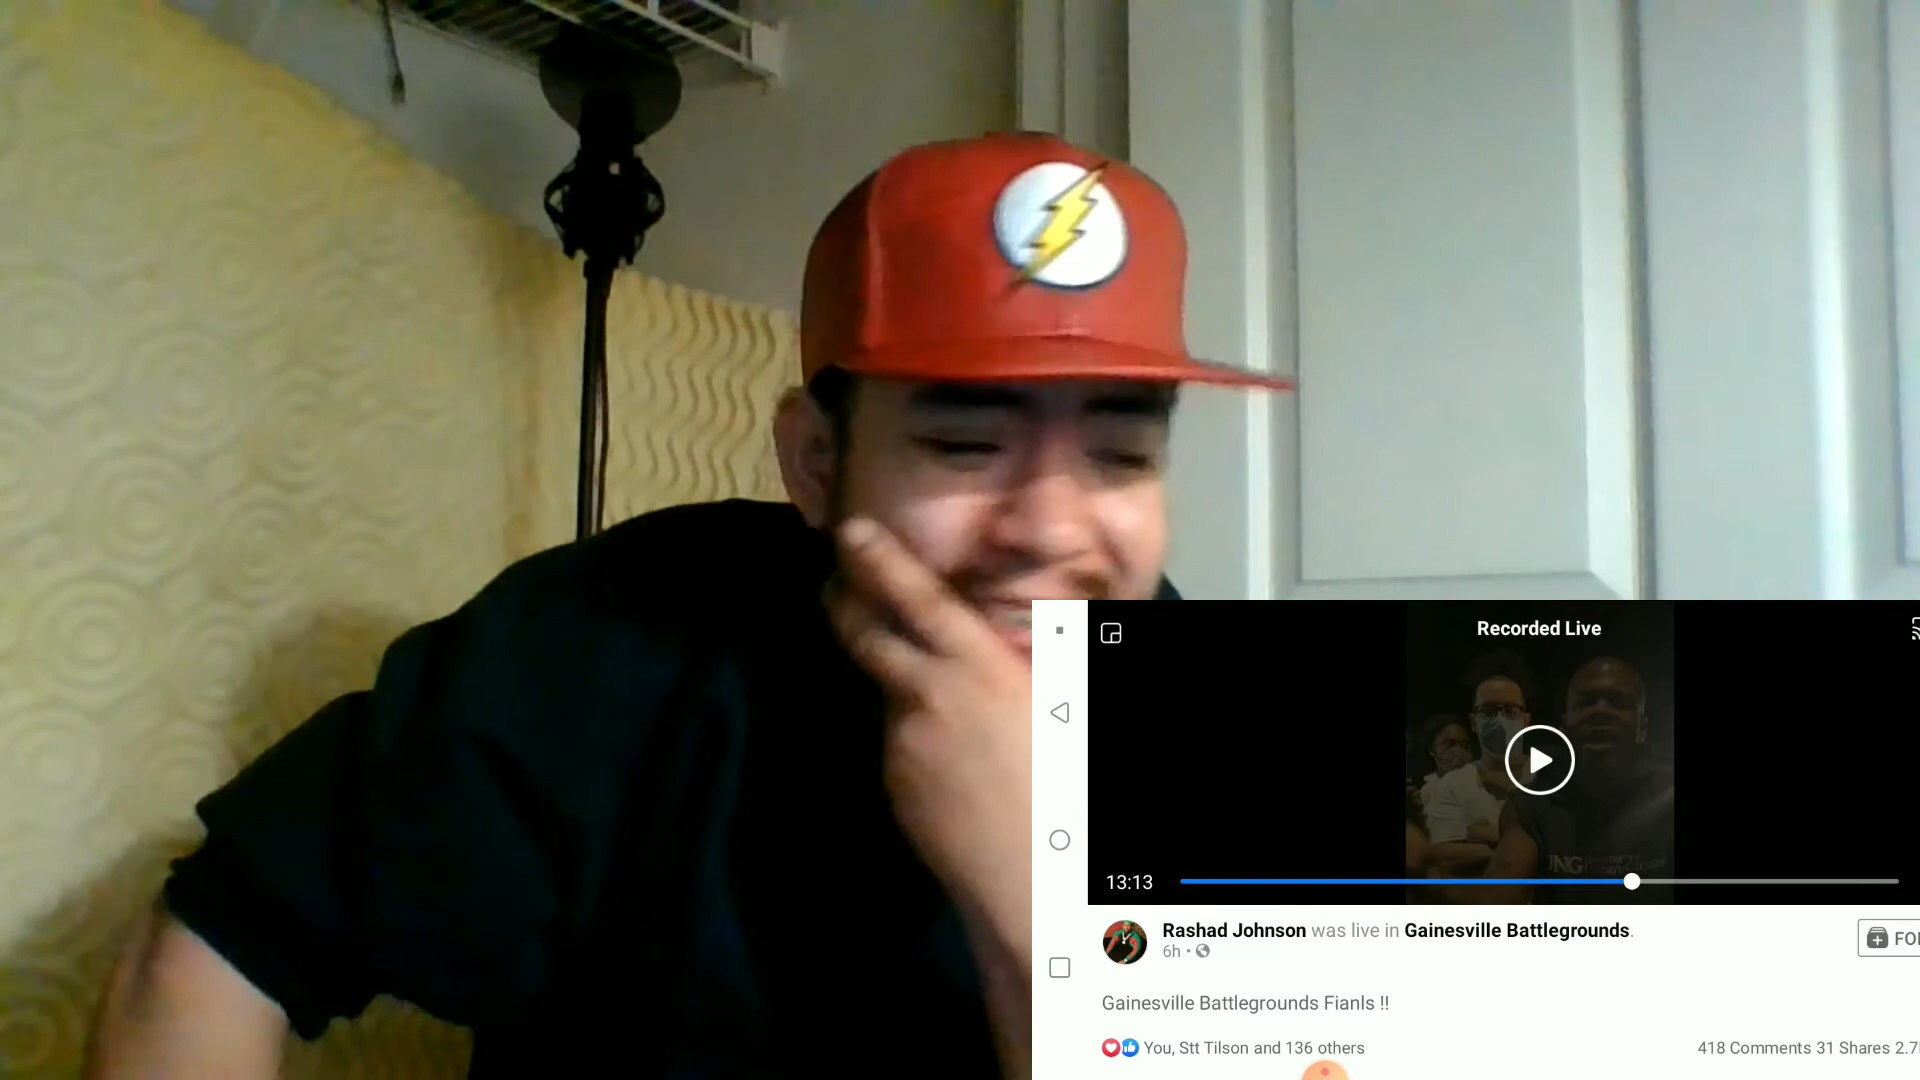 Recorded Live
13:13
Rashad Johnson was live in Gainesville Battlegrounds.
6h
Gainesville Battlegrounds Fianls !!
You, Stt Tilson and 136 others
418 Comments 31 Shares